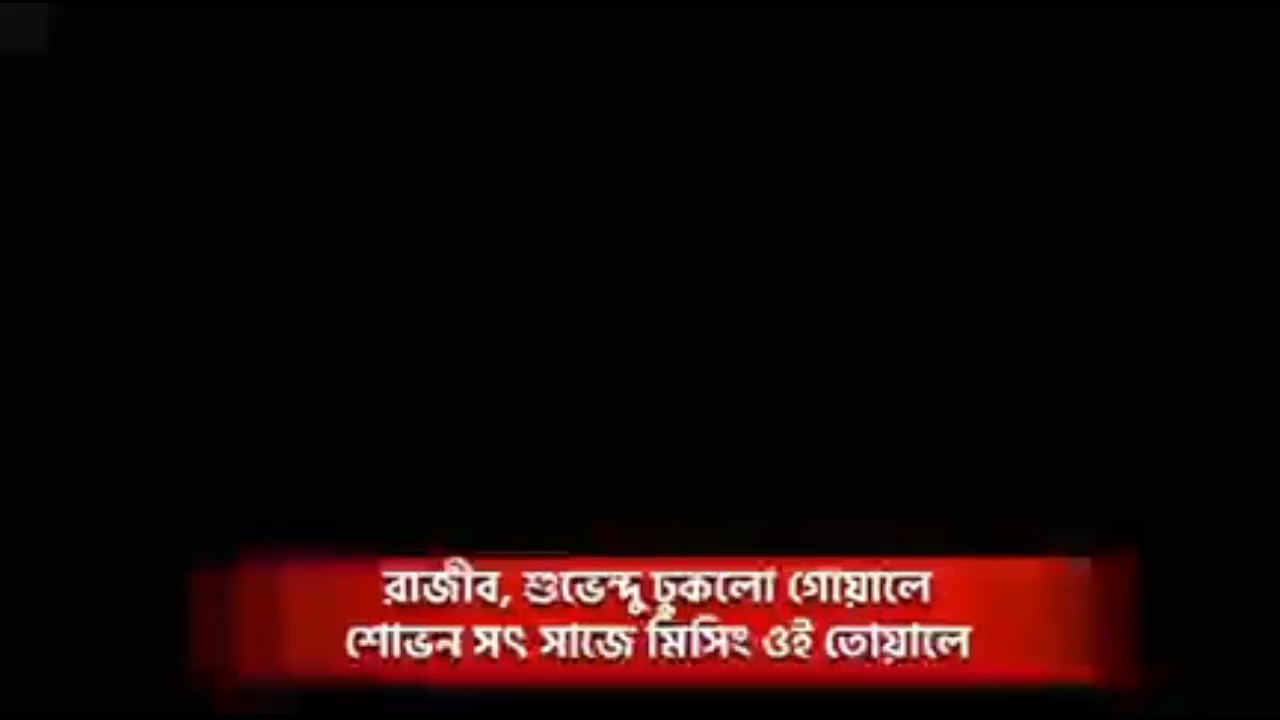 রাজীব, শুভেন্দু ঢুকলো গোয়ালে
শোভন সৎ সাজে মিসিং ওই তোয়ালে